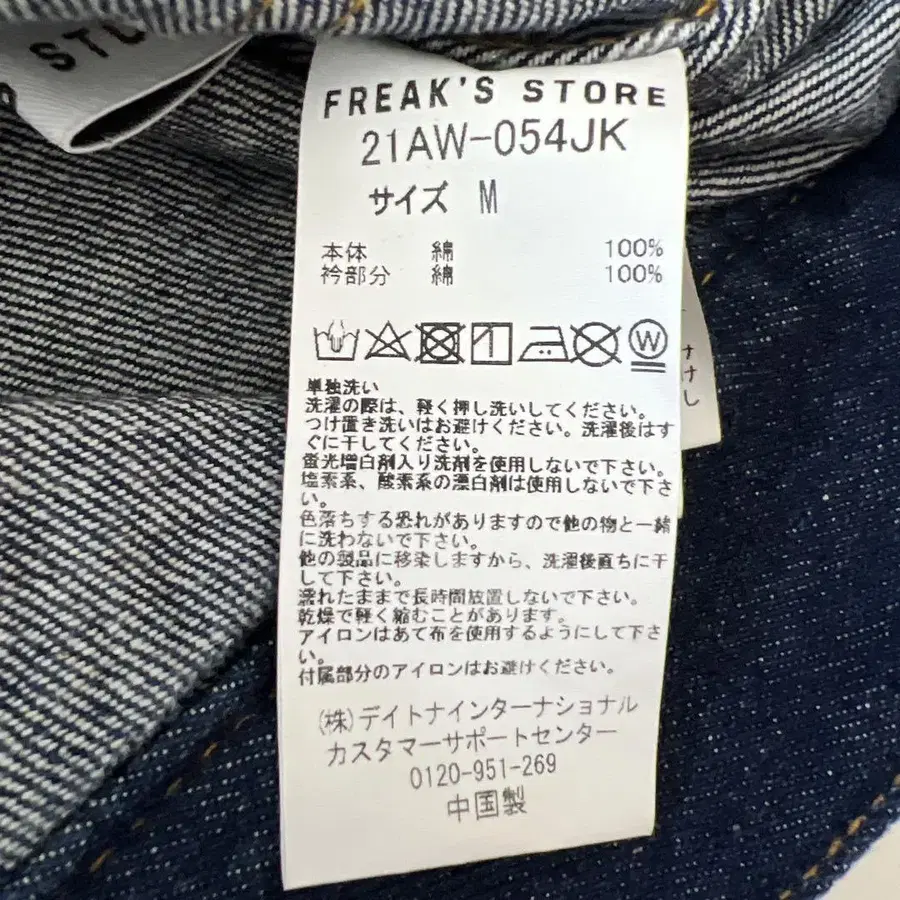 FREAK'S STORE
21AW-054JK
サイズ M
本体 綿 100%
衿部分 綿 100%
W
単独洗い
洗濯の際は、軽く押し洗いしてください。
つけ置き洗いはお避けください。洗濯後はす
ぐに干してください。
蛍光増白剤入り洗剤を使用しないで下さい
塩素系、酸素系の漂白剤は使用しないで下さ
い。
色落ちする恐れがありますので他の物と一緒
に洗わないで下さい。
他の製品に移染しますから、洗濯後直ちに干
して下さい。
濡れたままで長時間放置しないで下さい。
乾燥で軽く縮むことがあります。
アイロンはあて布を使用するようにして下さ
い。
付属部分のアイロンはお避けください。
(株)デイトナインターナショナル
カスタマーサポートセンター
0120-951-269
中国製